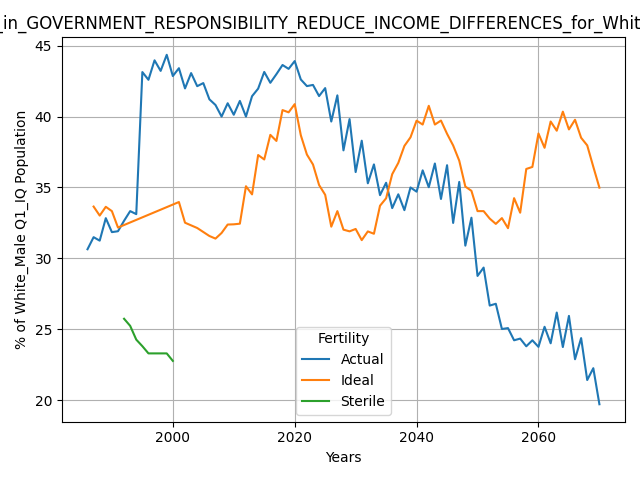 _in_GOVERNMENT_RESPONSIBILITY_REDUCE_INCOME_DIFFERENCES_for_Whit
% of White_Male Q1_IQ Population
45
40
35
30
25
20
Fertility
Actual
Ideal
Sterile
2000
2020
2040
2060
Years